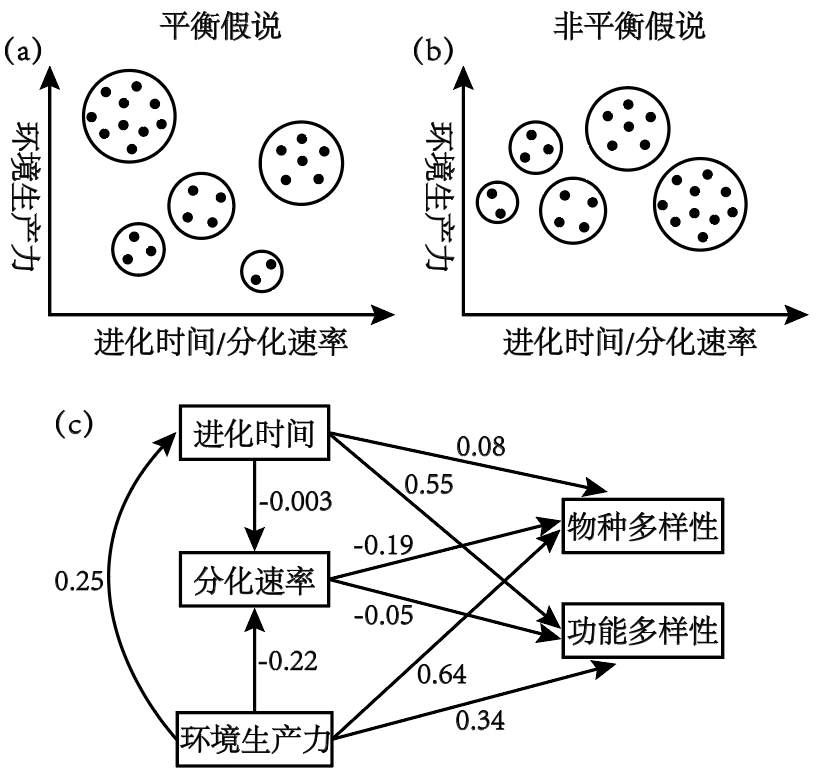 平衡假说
非平衡假说
(a)
(b)
环境生产力
环境生产力
进化时间/分化速率
进化时间/分化速率
(c)
进化时间
0.08
0.55
-0.003
物种多样性
-0.19
分化速率
0.25
-0.05
功能多样性
-0.22
0.64
0.34
环境生产力